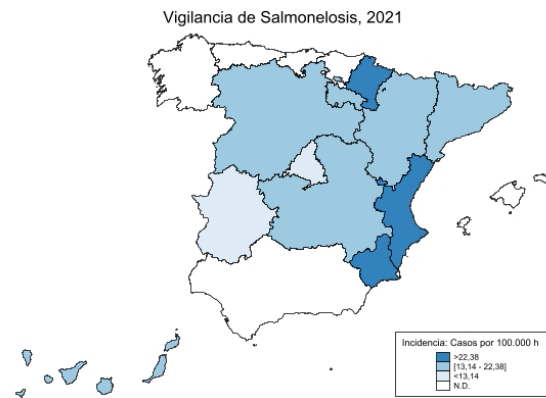 Vigilancia de Salmonelosis, 2021
Incidencia: Casos por 100.000 h
>22,38
[13,14 - 22,38]
<13,14
N.D.